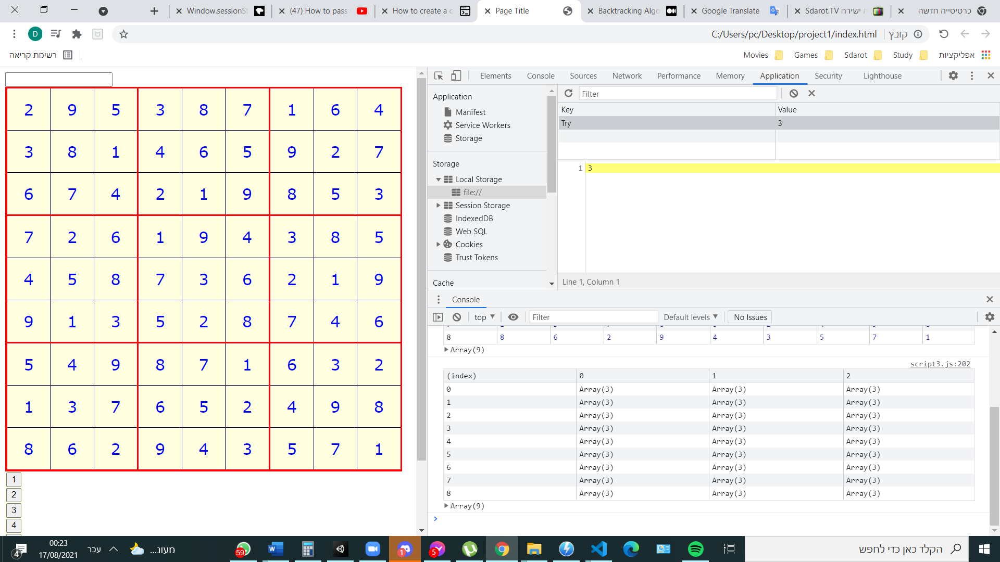 Window.sessionSt
(47) How to pass
How to create a c
Page Title
Backtracking Algo
Google Translate
Sdarot.TV ישירה
כרטיסייה חדשה
D
C:/Users/pc/Desktop/project1/index.html
קובץ
רשימת קריאה
Movies
Games
Sdarot
Study
אפליקציות
2 9 5 3 8 7 1 6 4
3 8 1 4 6 5 9 2 7
6 7 4 2 1 9 8 5 3
7 2 6 1 9 4 3 8 5
4 5 8 7 3 6 2 1 9
9 1 3 5 2 8 7 4 6
5 4 9 8 7 1 6 3 2
1 3 7 6 5 2 4 9 8
8 6 2 9 4 3 5 7 1
1
2
3
4
Elements Console Sources Network Performance Memory Application Security Lighthouse
Application
Manifest
Service Workers
Storage
Storage
Local Storage
file://
Session Storage
IndexedDB
Web SQL
Cookies
Trust Tokens
Cache
Filter
Key Value
Try 3
1 3
Line 1, Column 1
Console
top
Filter
Default levels
No Issues
8 8 6 2 9 4 3 5 7 1
Array(9)
script3.js:202
(index) 0 1 2
0 Array(3) Array(3) Array(3)
1 Array(3) Array(3) Array(3)
2 Array(3) Array(3) Array(3)
3 Array(3) Array(3) Array(3)
4 Array(3) Array(3) Array(3)
5 Array(3) Array(3) Array(3)
6 Array(3) Array(3) Array(3)
7 Array(3) Array(3) Array(3)
8 Array(3) Array(3) Array(3)
Array(9)
4
00:23
17/08/2021
עבר
מעונ...
59
1
5
הקלד כאן כדי לחפש